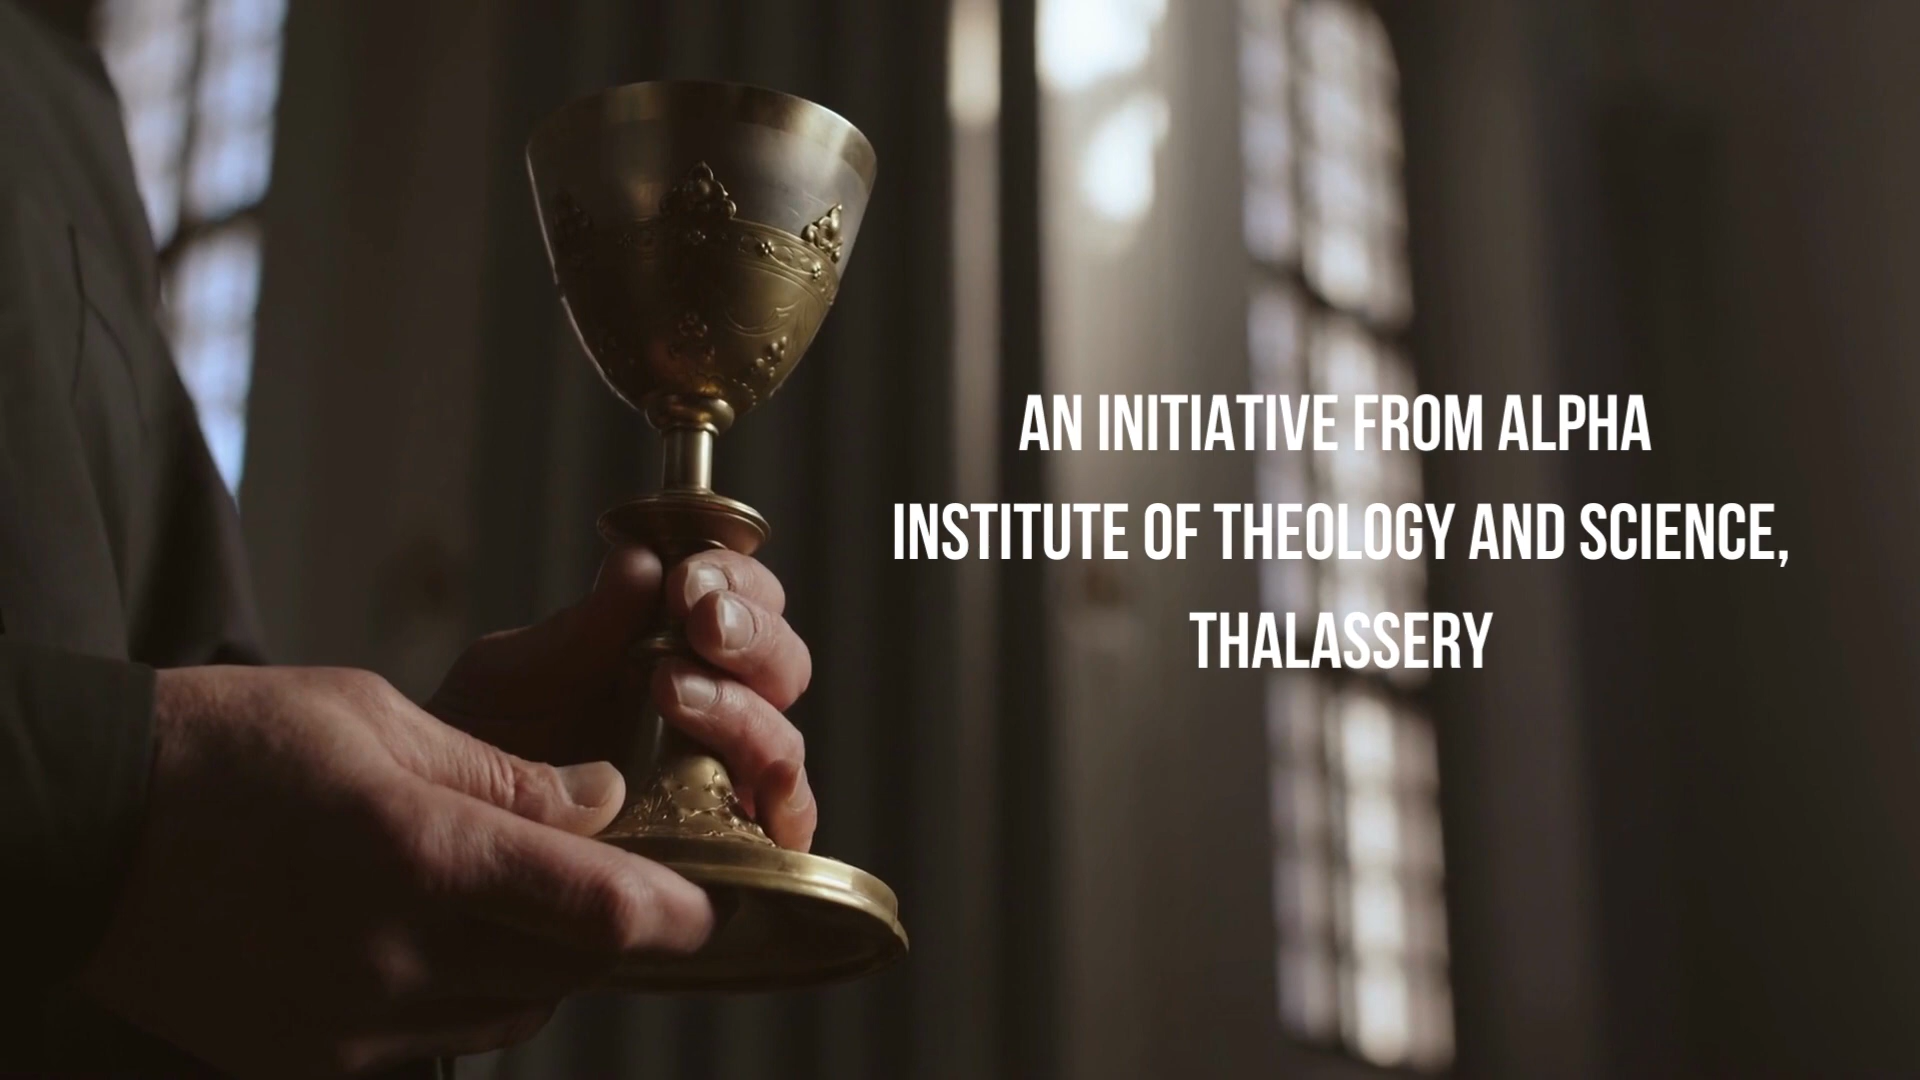 AN INITIATIVE FROM ALPHA
INSTITUTE OF THEOLOGY AND SCIENCE,
THALASSERY